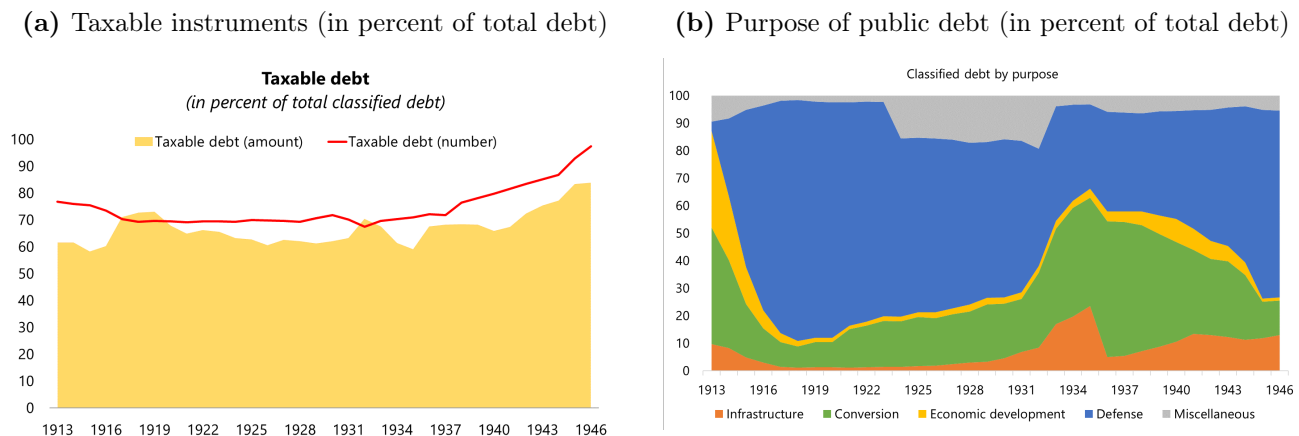 (a) Taxable instruments (in percent of total debt)
Taxable debt
(in percent of total classified debt)
Taxable debt (amount) Taxable debt (number)
100
90
80
70
60
50
40
30
20
10
0
1913 1916 1919 1922 1925 1928 1931 1934 1937 1940 1943 1946
(b) Purpose of public debt (in percent of total debt)
Classified debt by purpose
100
90
80
70
60
50
40
30
20
10
0
1913 1916 1919 1922 1925 1928 1931 1934 1937 1940 1943 1946
Infrastructure Conversion Economic development Defense Miscellaneous